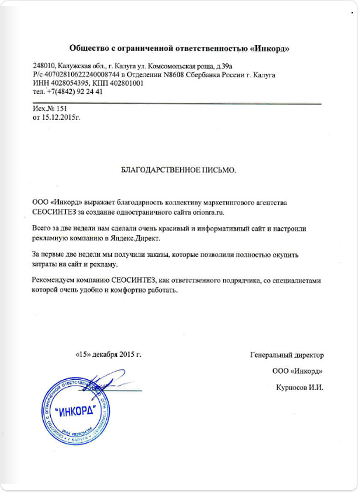 Общество с ограниченной ответственностью «Инкорд»
248010, Калужская обл., г. Калуга ул. Комсомольская роща, д.39а
Р/с 40702810622240008744 в Отделении N8608 Сбербанка России г. Калуга
ИНН 4028054395, КПП 402801001
тел. +7(4842) 92 24 41
Исх.№ 151
от 15.12.2015г.
БЛАГОДАРСТВЕННОЕ ПИСЬМО.
ООО «Инкорд» выражает благодарность коллективу маркетингового агентства
СЕОСИНТЕЗ за создание одностраничного сайта orionra.ru.
Всего за две недели нам сделали очень красивый и информативный сайт и настроили
рекламную компанию в Яндекс.Директ.
За первые две недели мы получили заказы, которые позволили полностью окупить
затраты на сайт и рекламу.
Рекомендуем компанию СЕОСИНТЕЗ, как ответственного подрядчика, со специалистами
которой очень удобно и комфортно работать.
«15» декабря 2015 г.
Генеральный директор
ООО «Инкорд»
Курносов И.И.
"ИНКОРД"